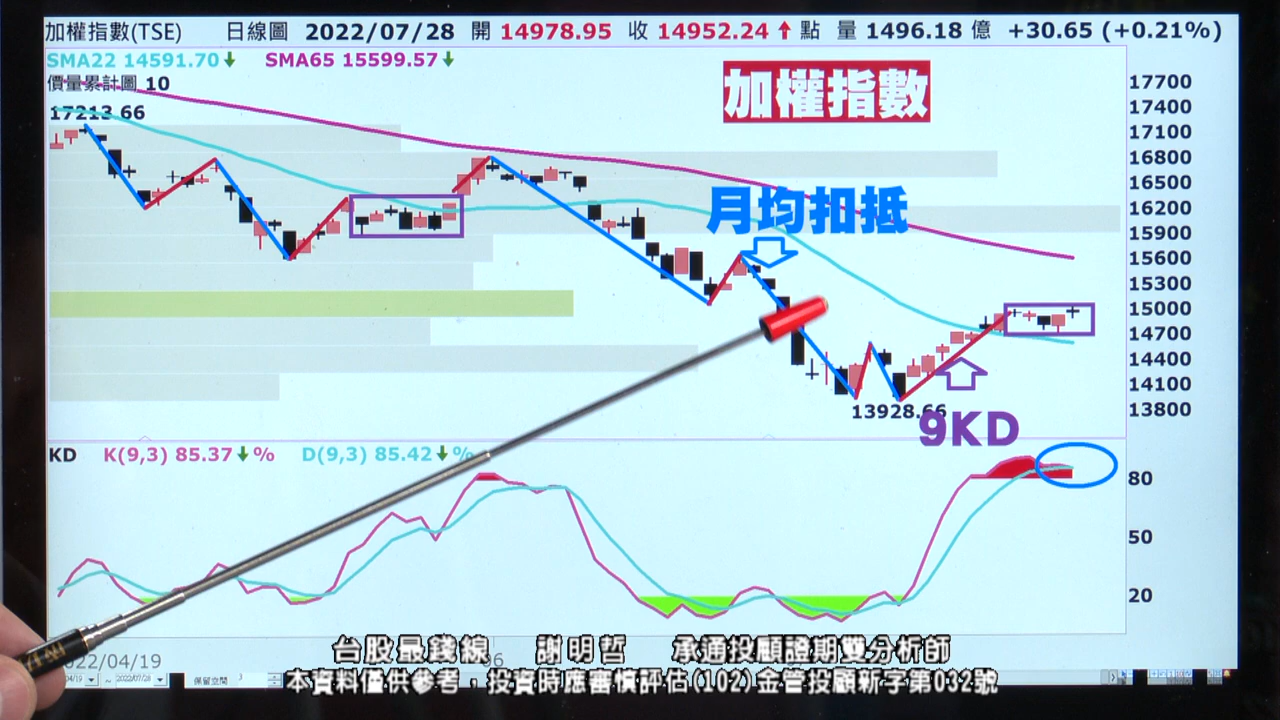 加權指數(TSE) 日線圖 2022/07/28 開 14978.95 收 14952.24 點 量 1496.18 億 +30.65 (+0.21%)
SMA22 14591.70 SMA65 15599.57
價量累計圖 10
17213.66
加權指數
月均扣抵
13928.66
9KD
17700
17400
17100
16800
16500
16200
15900
15600
15300
15000
14700
14400
14100
13800
KD K(9,3) 85.37 % D(9,3) 85.42 %
80
50
20
2022/07/28
保留空間
台股最錢線 謝明哲 承通投顧證期雙分析師
本資料僅供參考，投資時應審慎評估(102)金管投顧新字第032號